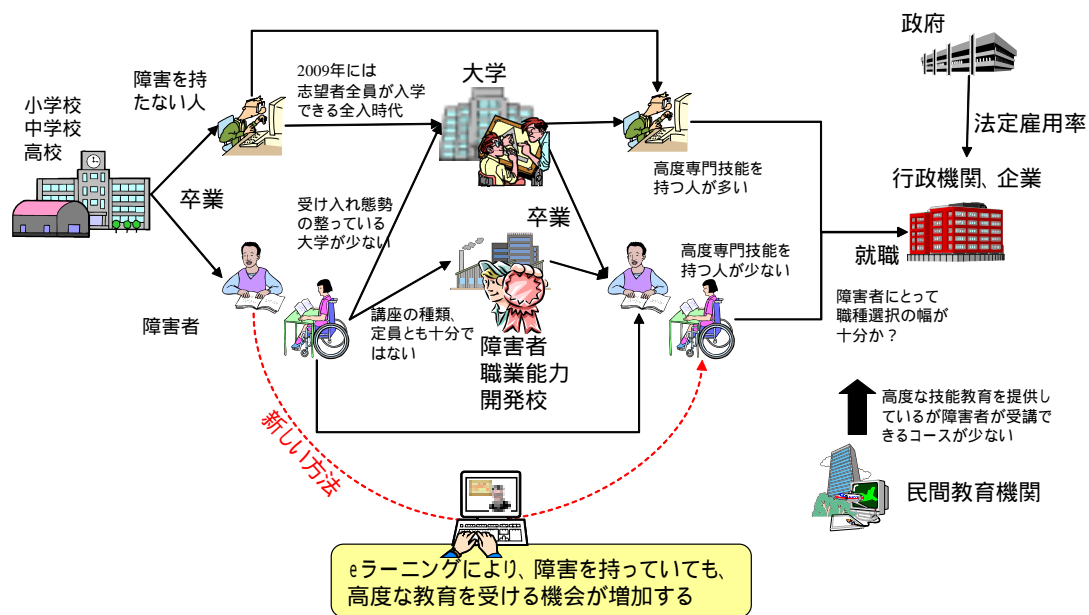 政府
障害を持
たない人
2009年には
志望者全員が入学
できる全入時代
大学
小学校
中学校
高校
法定雇用率
高度専門技能を
持つ人が多い
行政機関、企業
卒業
受け入れ態勢
の整っている
大学が少ない
卒業
高度専門技能を
持つ人が少ない
就職
障害者
講座の種類、
定員とも十分で
はない
障害者
職業能力
開発校
障害者にとって
職種選択の幅が
十分か?
高度な技能教育を提供し
ているが障害者が受講で
きるコースが少ない
新しい方法
民間教育機関
eラーニングにより、障害を持っていても、
高度な教育を受ける機会が増加する